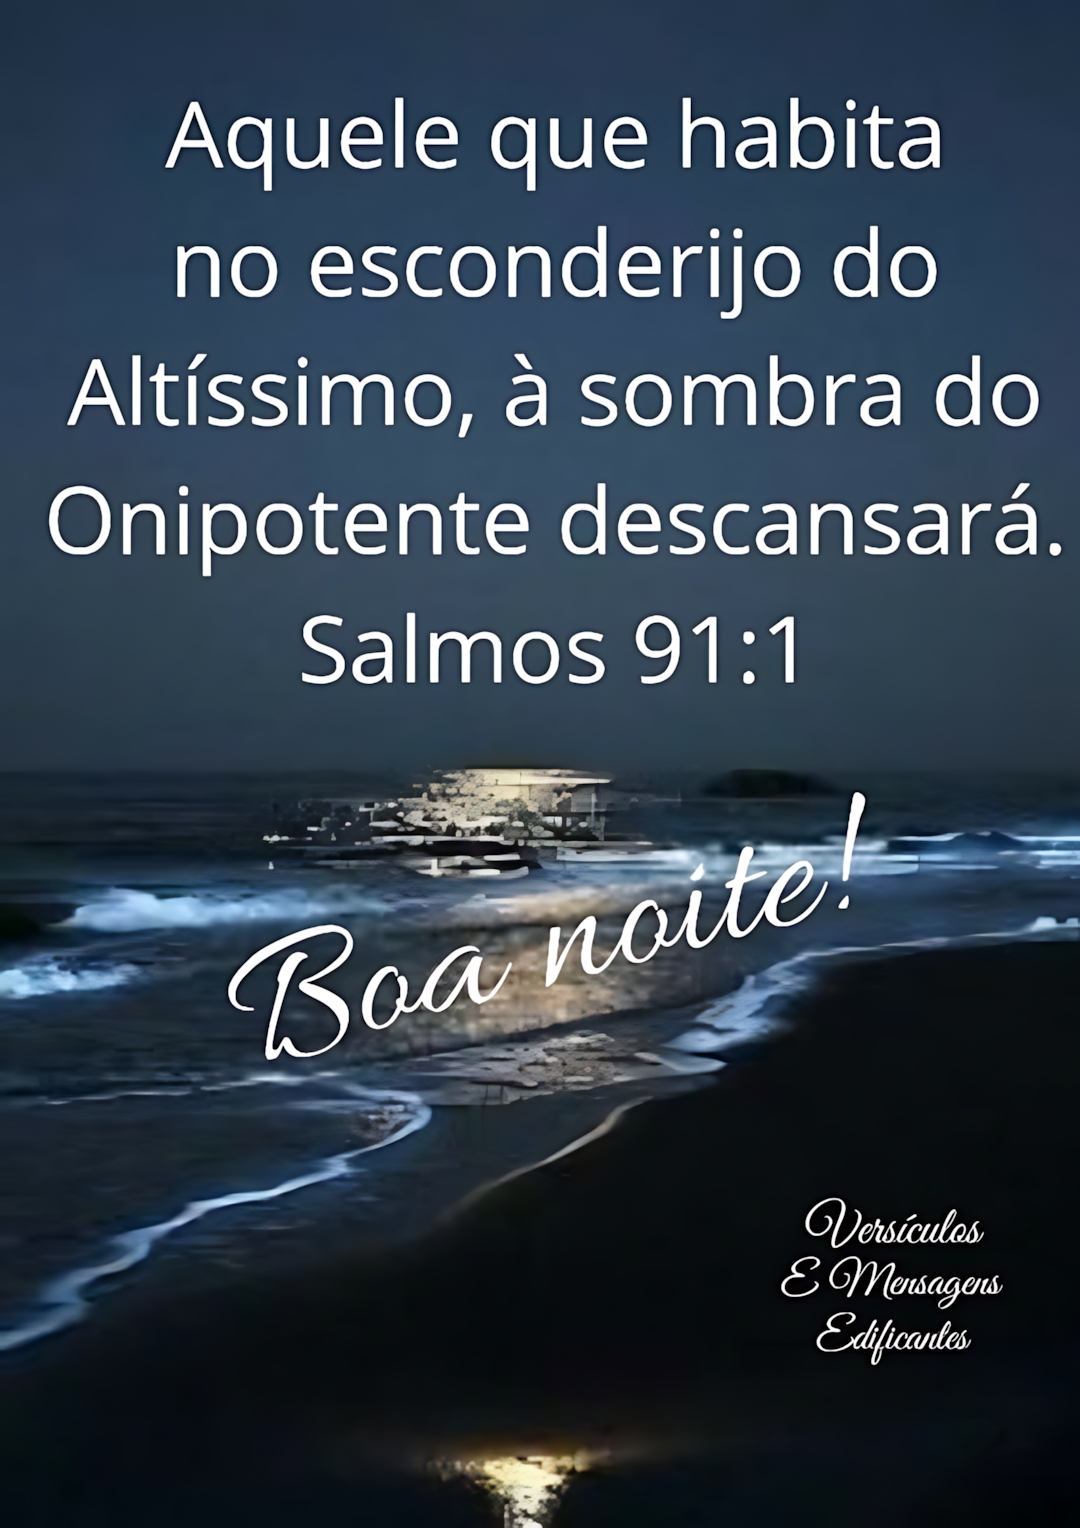 Aquele que habita
no esconderijo do
Altíssimo, à sombra do
Onipotente descansará.
Salmos 91:1
Boa noite!
Versículos
E Mensagens
Edificantes